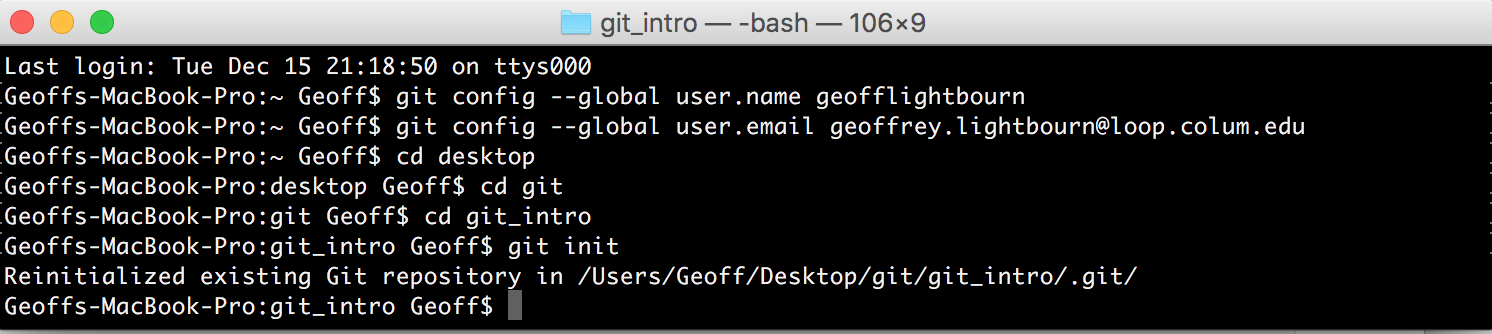 git_intro — -bash — 106×9
Last login: Tue Dec 15 21:18:50 on ttys000
Geoffs-MacBook-Pro:~ Geoff$ git config --global user.name geofflightbourn
Geoffs-MacBook-Pro:~ Geoff$ git config --global user.email geoffrey.lightbourn@loop.colum.edu
Geoffs-MacBook-Pro:~ Geoff$ cd desktop
Geoffs-MacBook-Pro:desktop Geoff$ cd git
Geoffs-MacBook-Pro:git Geoff$ cd git_intro
Geoffs-MacBook-Pro:git_intro Geoff$ git init
Reinitialized existing Git repository in /Users/Geoff/Desktop/git/git_intro/.git/
Geoffs-MacBook-Pro:git_intro Geoff$